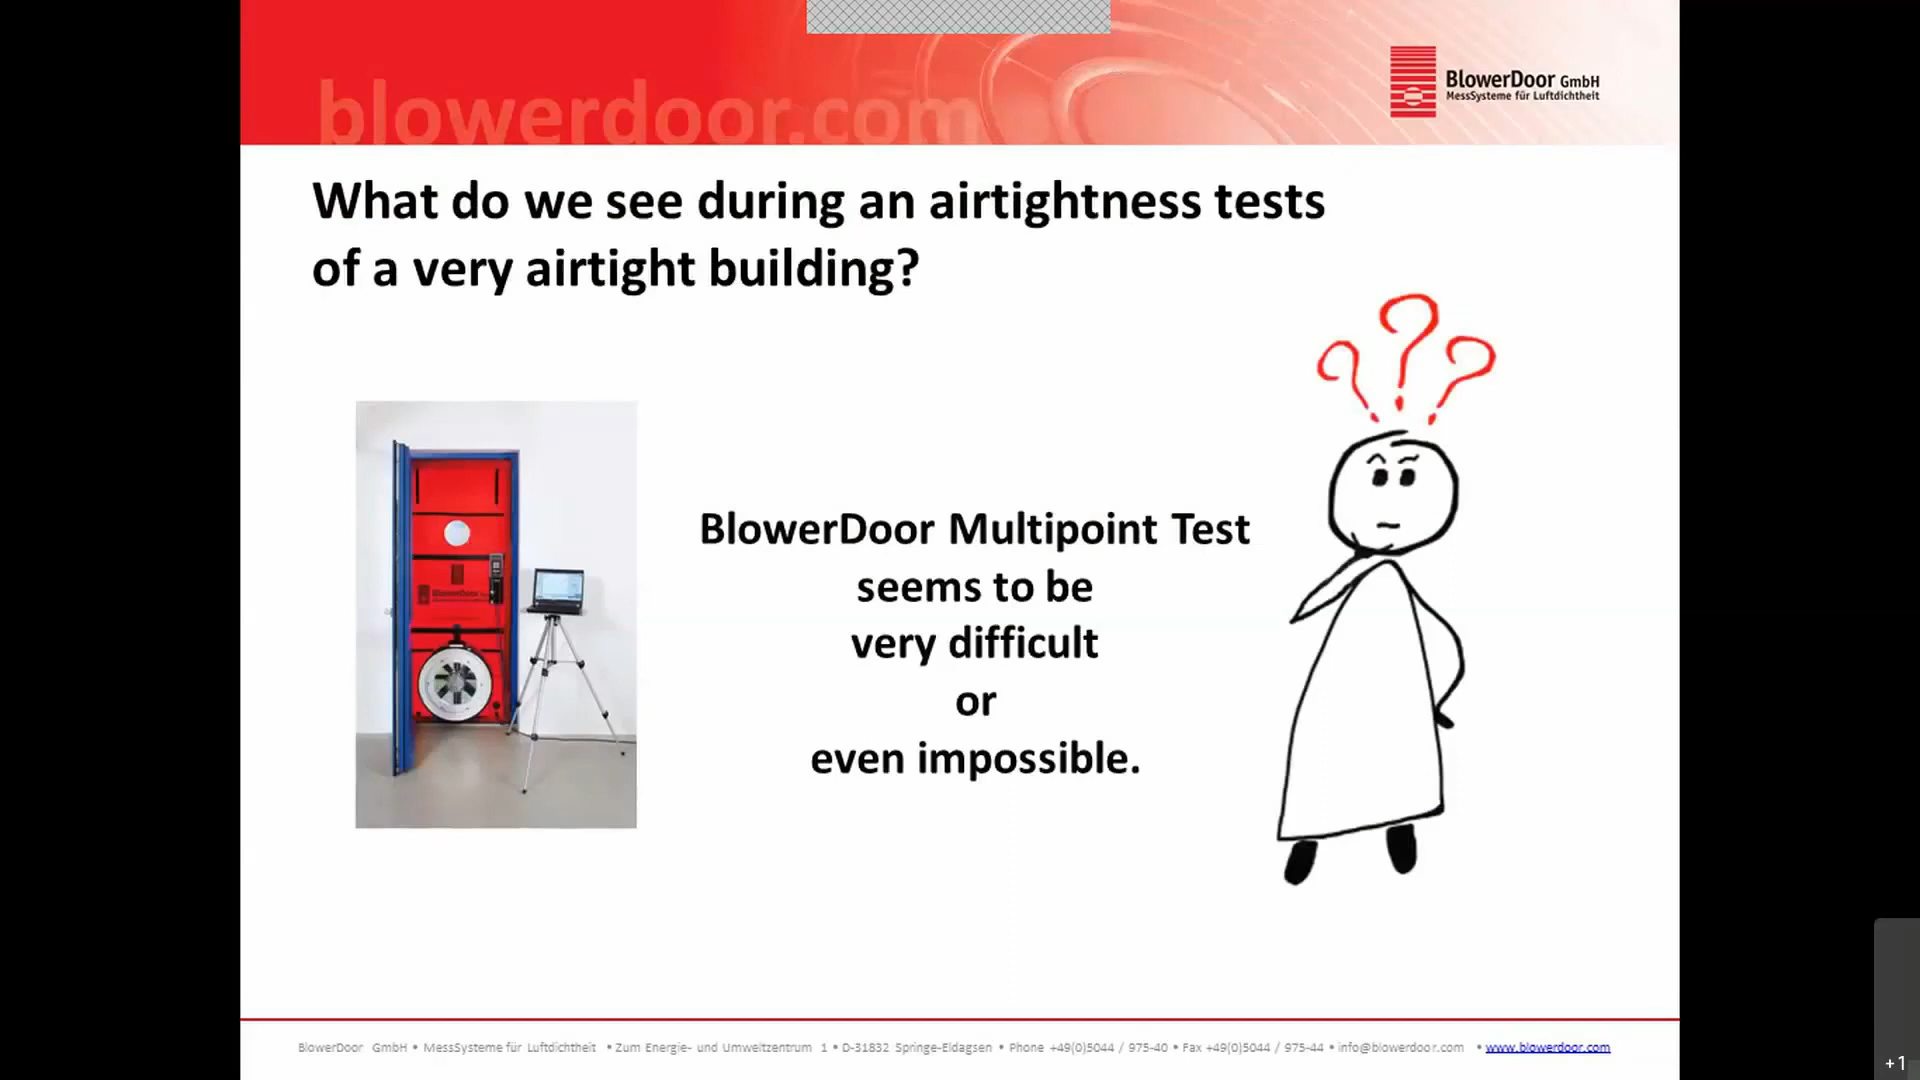 blowerdoor.com
BlowerDoor GmbH
MessSysteme für Luftdichtheit
What do we see during an airtightness tests
of a very airtight building?
BlowerDoor Multipoint Test
seems to be
very difficult
or
even impossible.
BlowerDoor
BlowerDoor GmbH • MessSysteme für Luftdichtheit • Zum Energie- und Umweltzentrum 1 • D-31832 Springe-Eldagsen • Phone +49(0)5044 / 975-40 • Fax +49(0)5044 / 975-44 • info@blowerdoor.com • www.blowerdoor.com
+1